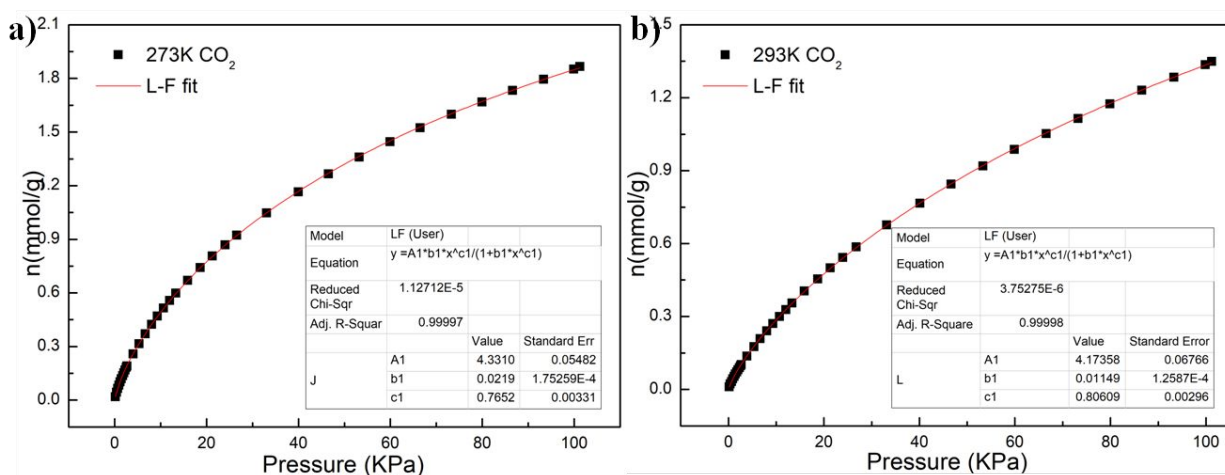 a)
2.1
1.8
1.5
1.2
0.9
0.6
0.3
0.0
n(mmol/g)
273K CO2
L-F fit
Model LF (User)
Equation y =A1*b1*x^c1/(1+b1*x^c1)
Reduced Chi-Sqr 1.12712E-5
Adj. R-Squar 0.99997
Value Standard Err
J A1 4.3310 0.05482
b1 0.0219 1.75259E-4
c1 0.7652 0.00331
0 20 40 60 80 100
Pressure (KPa)
b)
1.5
1.2
0.9
0.6
0.3
0.0
n(mmol/g)
293K CO2
L-F fit
Model LF (User)
Equation y =A1*b1*x^c1/(1+b1*x^c1)
Reduced Chi-Sqr 3.75275E-6
Adj. R-Square 0.99998
Value Standard Error
L A1 4.17358 0.06766
b1 0.01149 1.2587E-4
c1 0.80609 0.00296
0 20 40 60 80 100
Pressure (KPa)